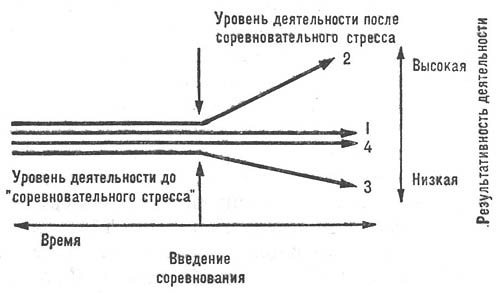 Уровень деятельности после
соревновательного стресса
2
Высокая
1
4
Уровень деятельности до
"соревновательного стресса"
3
Низкая
Время
Введение
соревнования
Результативность деятельности